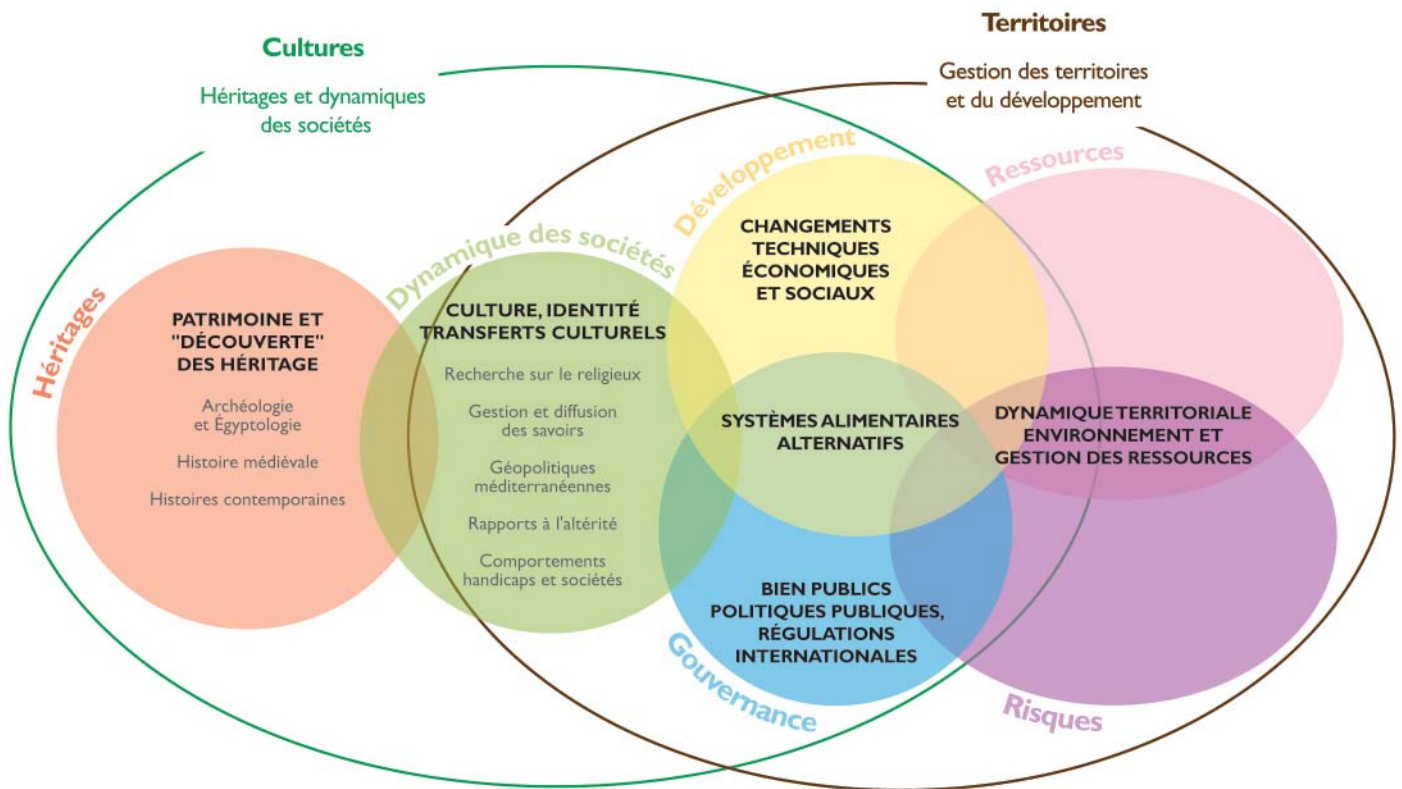 Cultures
Héritages et dynamiques
des sociétés
Territoires
Gestion des territoires
et du développement
Héritages
PATRIMOINE ET
"DÉCOUVERTE"
DES HÉRITAGE
Archéologie
et Égyptologie
Histoire médiévale
Histoires contemporaines
Dynamique des sociétés
CULTURE, IDENTITÉ
TRANSFERTS CULTURELS
Recherche sur le religieux
Gestion et diffusion
des savoirs
Géopolitiques
méditerranéennes
Rapports à l'altérité
Comportements
handicaps et sociétés
Développement
CHANGEMENTS
TECHNIQUES
ÉCONOMIQUES
ET SOCIAUX
SYSTÈMES ALIMENTAIRES
ALTERNATIFS
BIEN PUBLICS
POLITIQUES PUBLIQUES,
RÉGULATIONS
INTERNATIONALES
Gouvernance
Ressources
DYNAMIQUE TERRITORIALE
ENVIRONNEMENT ET
GESTION DES RESSOURCES
Risques